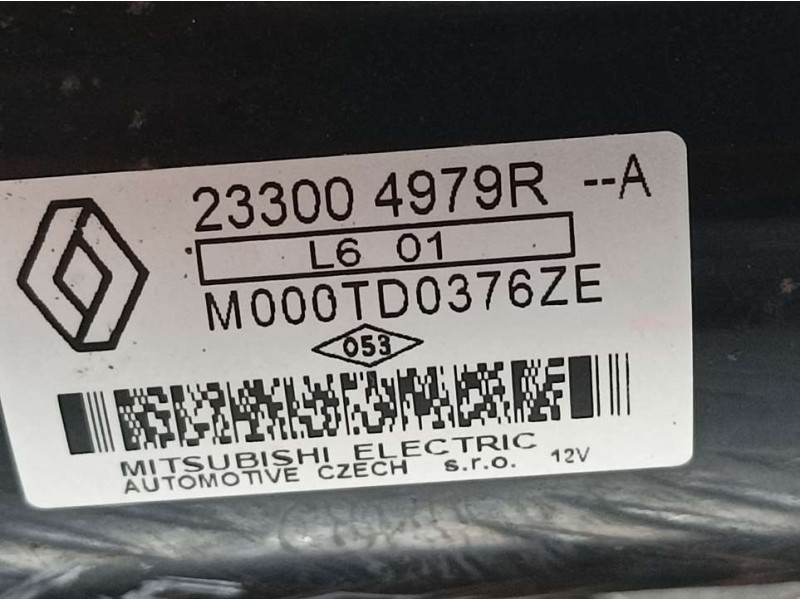 23300 4979R --A
L6 01
M000TD0376ZE
053
MITSUBISHI ELECTRIC
AUTOMOTIVE CZECH s.r.o. 12V